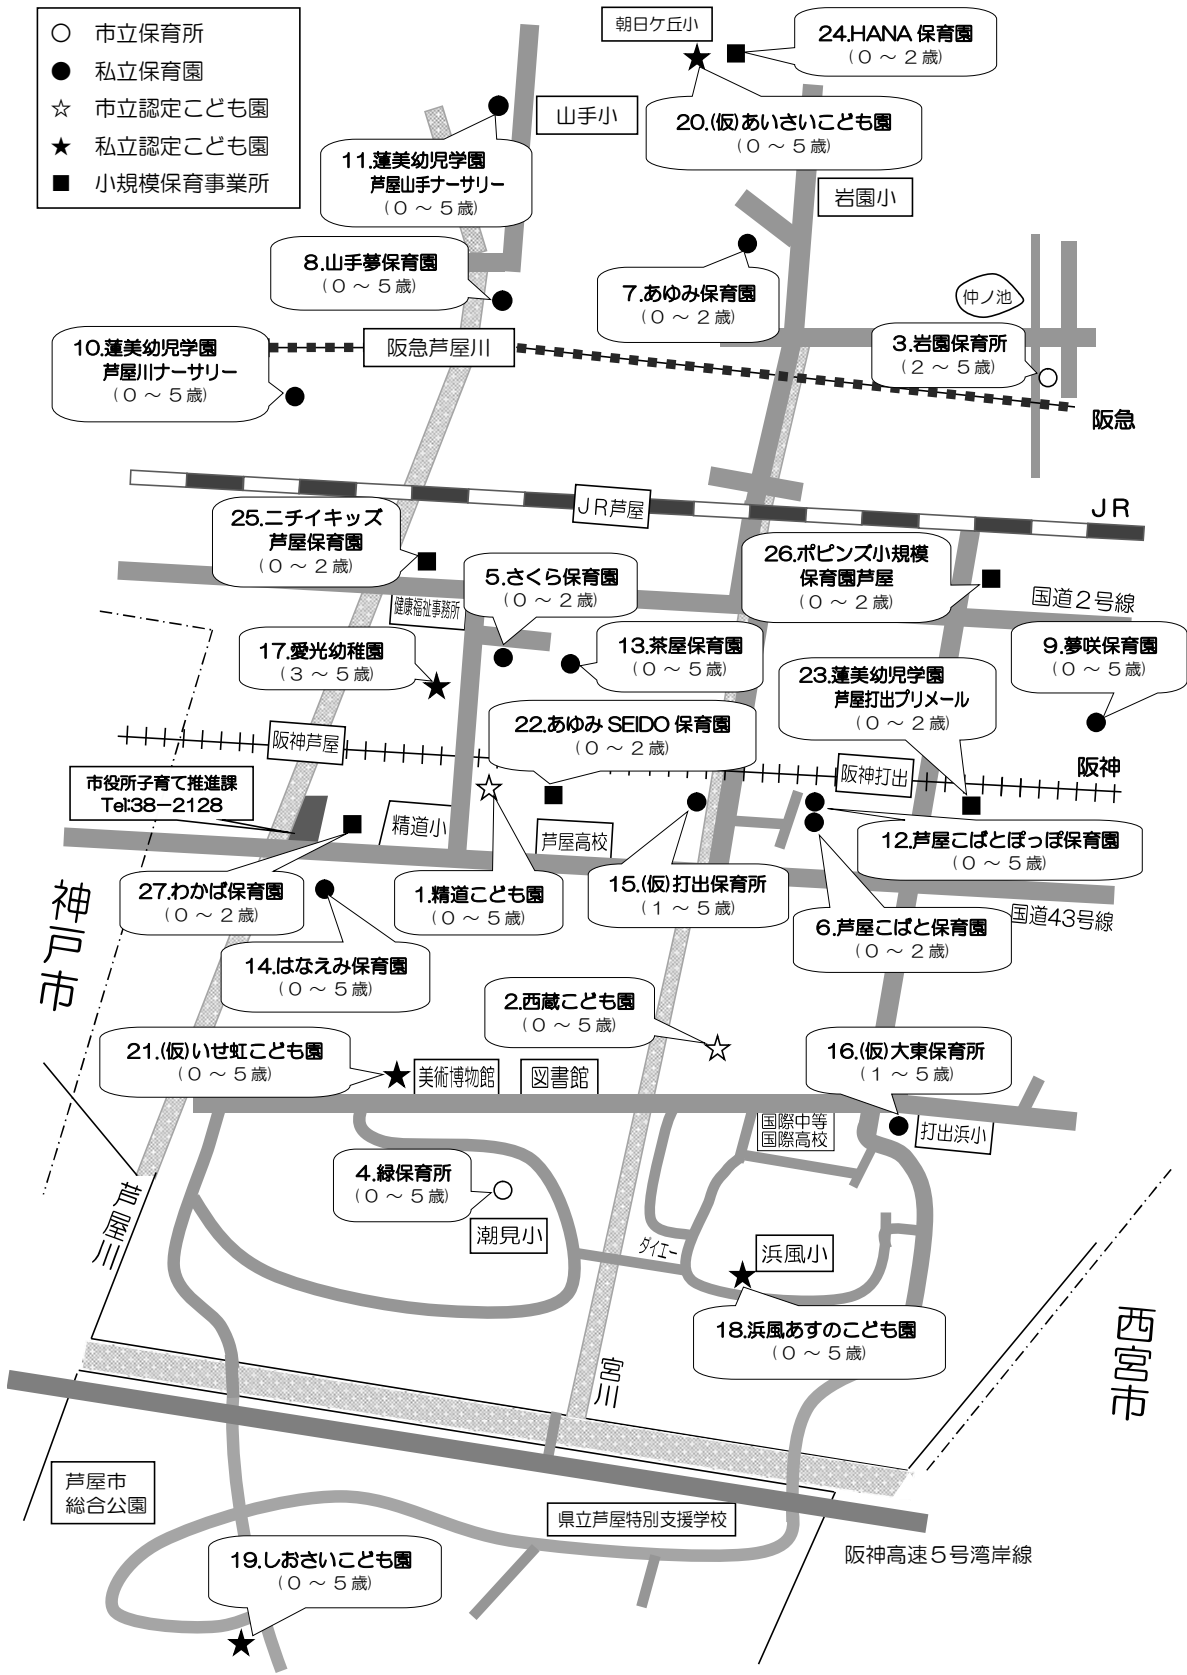 市立保育所
私立保育園
市立認定こども園
私立認定こども園
小規模保育事業所
朝日ケ丘小
24.HANA 保育園
(０～２歳)
山手小
20.(仮)あいさいこども園
(０～５歳)
11.蓮美幼児学園
芦屋山手ナーサリー
(０～５歳)
岩園小
8.山手夢保育園
(０～５歳)
7.あゆみ保育園
(０～２歳)
仲ノ池
10.蓮美幼児学園
芦屋川ナーサリー
(０～５歳)
阪急芦屋川
3.岩園保育所
(２～５歳)
阪急
ＪＲ芦屋
ＪＲ
25.ニチイキッズ
芦屋保育園
(０～２歳)
26.ポピンズ小規模
保育園芦屋
(０～２歳)
5.さくら保育園
(０～２歳)
健康福祉事務所
国道２号線
17.愛光幼稚園
(３～５歳)
13.茶屋保育園
(０～５歳)
9.夢咲保育園
(０～５歳)
23.蓮美幼児学園
芦屋打出プリメール
(０～２歳)
22.あゆみ SEIDO 保育園
(０～２歳)
阪神芦屋
阪神打出
阪神
市役所子育て推進課
Tel:38－2128
精道小
芦屋高校
12.芦屋こばとぽっぽ保育園
(０～５歳)
27.わかば保育園
(０～２歳)
1.精道こども園
(０～５歳)
15.(仮)打出保育所
(１～５歳)
6.芦屋こばと保育園
(０～２歳)
国道43号線
神戸市
14.はなえみ保育園
(０～５歳)
2.西蔵こども園
(０～５歳)
21.(仮)いせ虹こども園
(０～５歳)
16.(仮)大東保育所
(１～５歳)
美術博物館
図書館
国際中等
国際高校
打出浜小
4.緑保育所
(０～５歳)
芦屋川
潮見小
ダイエー
浜風小
18.浜風あすのこども園
(０～５歳)
西宮市
宮川
芦屋市
総合公園
県立芦屋特別支援学校
阪神高速５号湾岸線
19.しおさいこども園
(０～５歳)